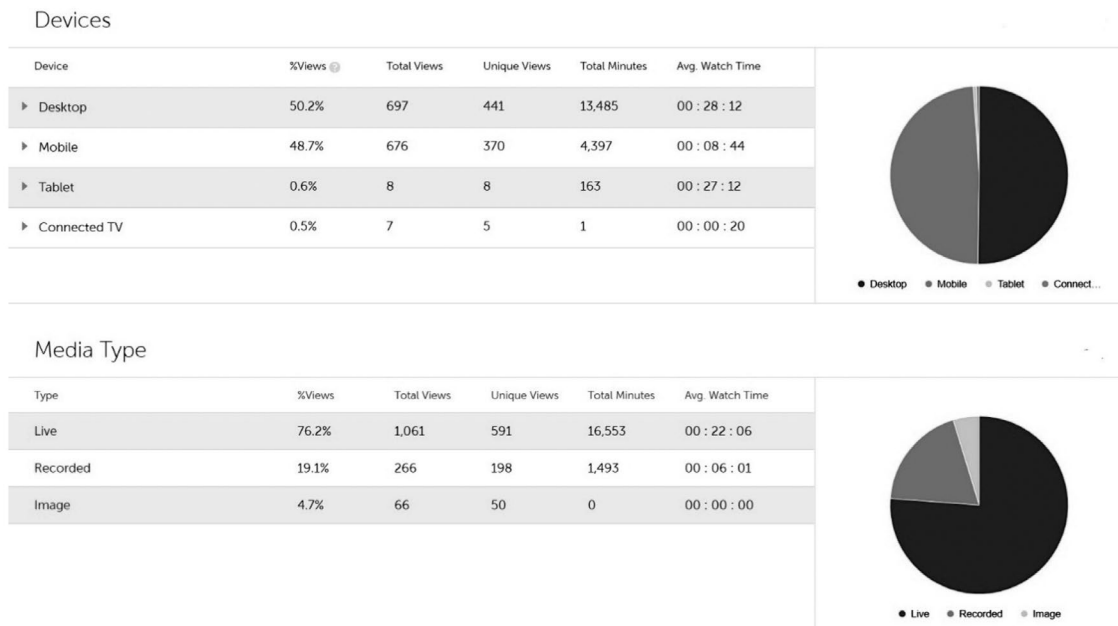 Devices
Device %Views ? Total Views Unique Views Total Minutes Avg. Watch Time
Desktop 50.2% 697 441 13,485 00 : 28 : 12
Mobile 48.7% 676 370 4,397 00 : 08 : 44
Tablet 0.6% 8 8 163 00 : 27 : 12
Connected TV 0.5% 7 5 1 00 : 00 : 20
Desktop Mobile Tablet Connect...
Media Type
Type %Views Total Views Unique Views Total Minutes Avg. Watch Time
Live 76.2% 1,061 591 16,553 00 : 22 : 06
Recorded 19.1% 266 198 1,493 00 : 06 : 01
Image 4.7% 66 50 0 00 : 00 : 00
Live Recorded Image